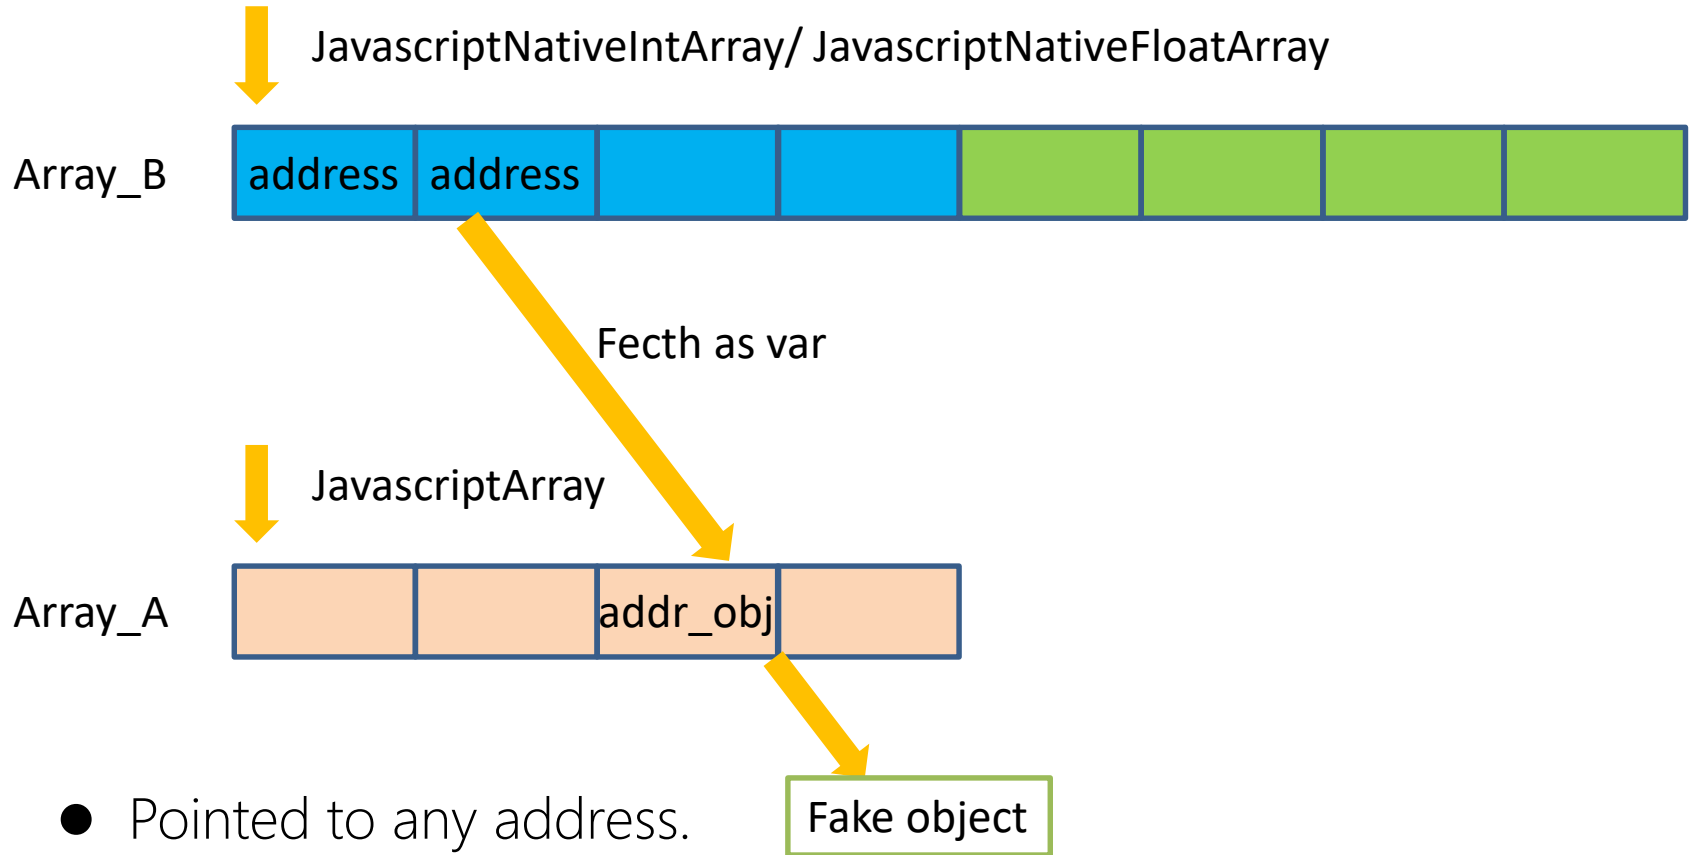 JavascriptNativeIntArray/ JavascriptNativeFloatArray
Array_B
address address
Fecth as var
JavascriptArray
Array_A
addr_obj
● Pointed to any address.
Fake object